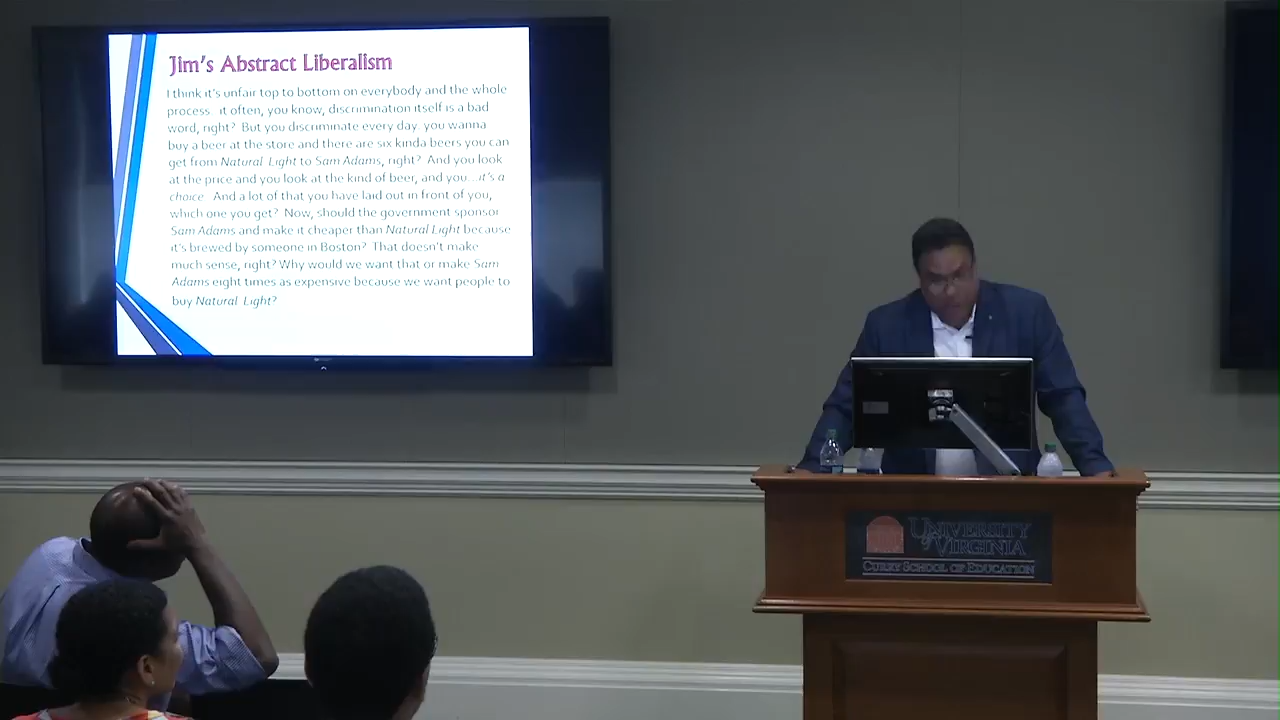 Jim's Abstract Liberalism
I think it's unfair top to bottom on everybody and the whole
process. it often, you know, discrimination itself is a bad
word, right? But you discriminate every day. you wanna
buy a beer at the store and there are six kinda beers you can
get from Natural Light to Sam Adams, right? And you look
at the price and you look at the kind of beer, and you...it's a
choice. And a lot of that you have laid out in front of you,
which one you get? Now, should the government sponsor
Sam Adams and make it cheaper than Natural Light because
it's brewed by someone in Boston? That doesn't make
much sense, right? Why would we want that or make Sam
Adams eight times as expensive because we want people to
buy Natural Light?
UNIVERSITY
of VIRGINIA
CURRY SCHOOL OF EDUCATION